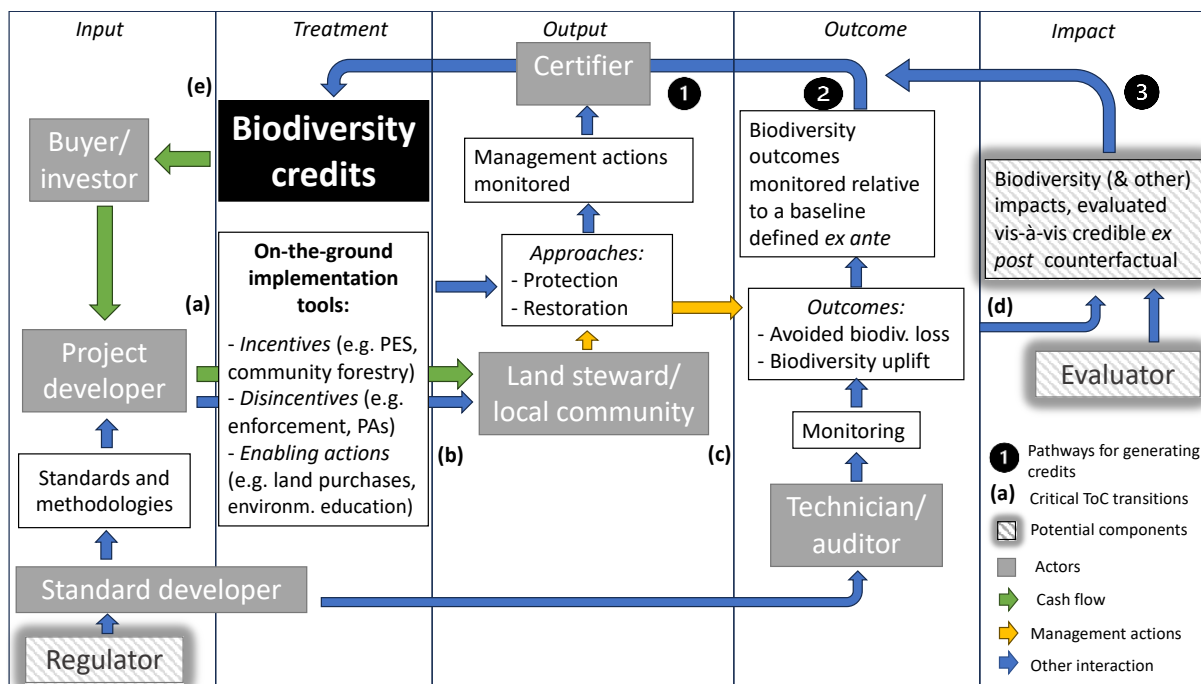 Input
Treatment
Output
Outcome
Impact
(e)
Buyer/
investor
Project
developer
Standards and
methodologies
Standard developer
Regulator
(a)
Biodiversity
credits
On-the-ground
implementation
tools:
- Incentives (e.g. PES,
community forestry)
- Disincentives (e.g.
enforcement, PAs)
- Enabling actions
(e.g. land purchases,
environm. education)
(b)
Certifier
1
Management actions
monitored
Approaches:
- Protection
- Restoration
Land steward/
local community
(c)
2
Biodiversity
outcomes
monitored relative
to a baseline
defined ex ante
Outcomes:
- Avoided biodiv. loss
- Biodiversity uplift
Monitoring
Technician/
auditor
3
Biodiversity (& other)
impacts, evaluated
vis-à-vis credible ex
post counterfactual
(d)
Evaluator
1 Pathways for generating
credits
(a) Critical ToC transitions
Potential components
Actors
Cash flow
Management actions
Other interaction